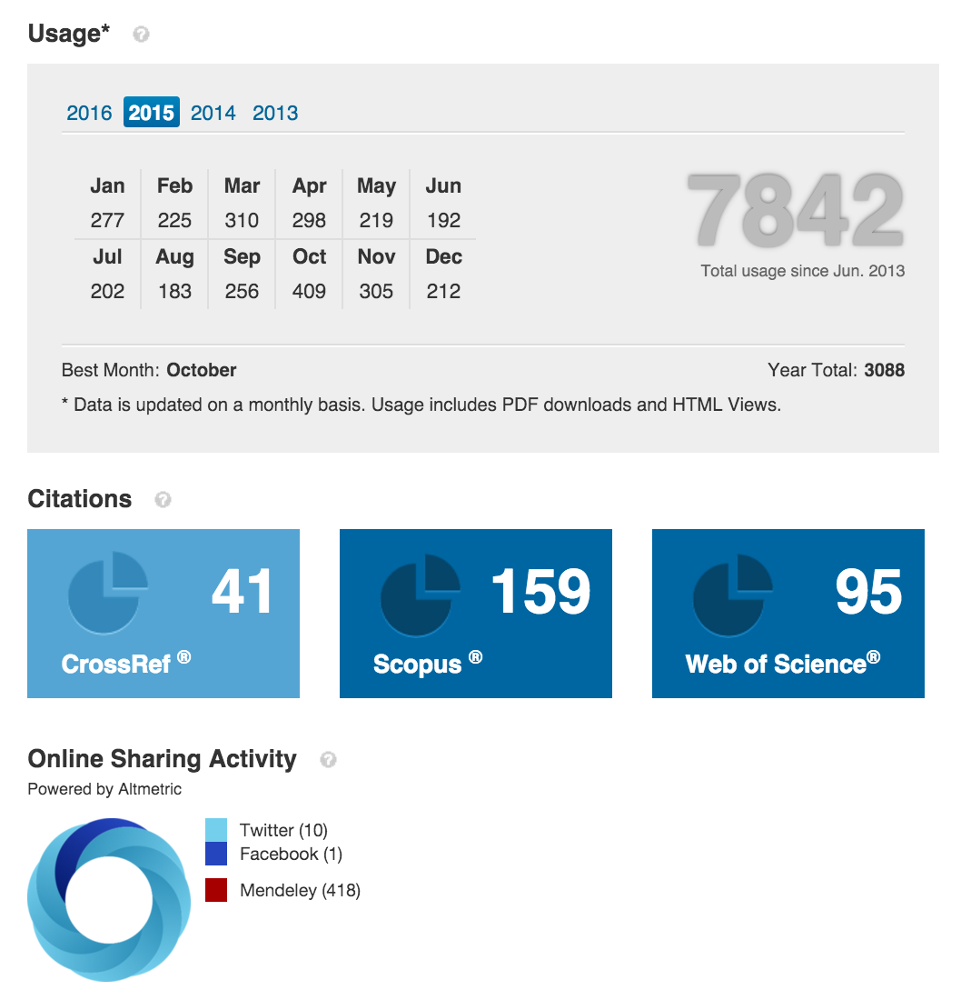 Usage* ?
2016 2015 2014 2013
Jan Feb Mar Apr May Jun
277 225 310 298 219 192
Jul Aug Sep Oct Nov Dec
202 183 256 409 305 212
7842
Total usage since Jun. 2013
Best Month: October Year Total: 3088
* Data is updated on a monthly basis. Usage includes PDF downloads and HTML Views.
Citations ?
41
CrossRef ®
159
Scopus ®
95
Web of Science®
Online Sharing Activity ?
Powered by Altmetric
Twitter (10)
Facebook (1)
Mendeley (418)